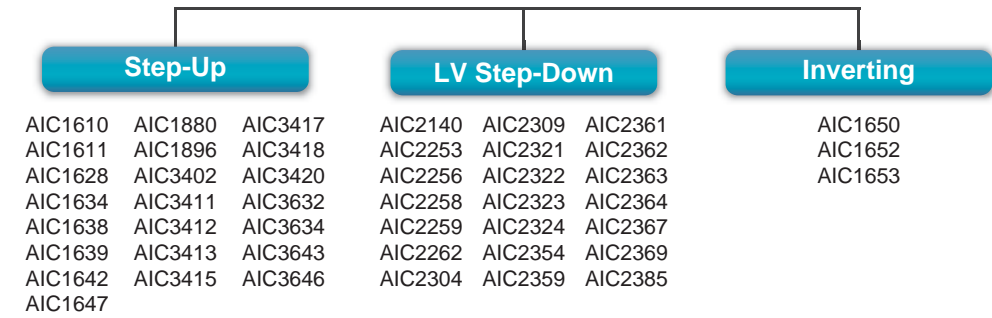 Step-Up
AIC1610 AIC1880 AIC3417
AIC1611 AIC1896 AIC3418
AIC1628 AIC3402 AIC3420
AIC1634 AIC3411 AIC3632
AIC1638 AIC3412 AIC3634
AIC1639 AIC3413 AIC3643
AIC1642 AIC3415 AIC3646
AIC1647
LV Step-Down
AIC2140 AIC2309 AIC2361
AIC2253 AIC2321 AIC2362
AIC2256 AIC2322 AIC2363
AIC2258 AIC2323 AIC2364
AIC2259 AIC2324 AIC2367
AIC2262 AIC2354 AIC2369
AIC2304 AIC2359 AIC2385
Inverting
AIC1650
AIC1652
AIC1653